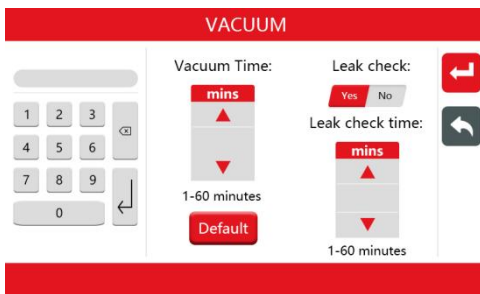 VACUUM
1 2 3
4 5 6
7 8 9
0
Vacuum Time:
mins
1-60 minutes
Default
Leak check:
Yes No
Leak check time:
mins
1-60 minutes